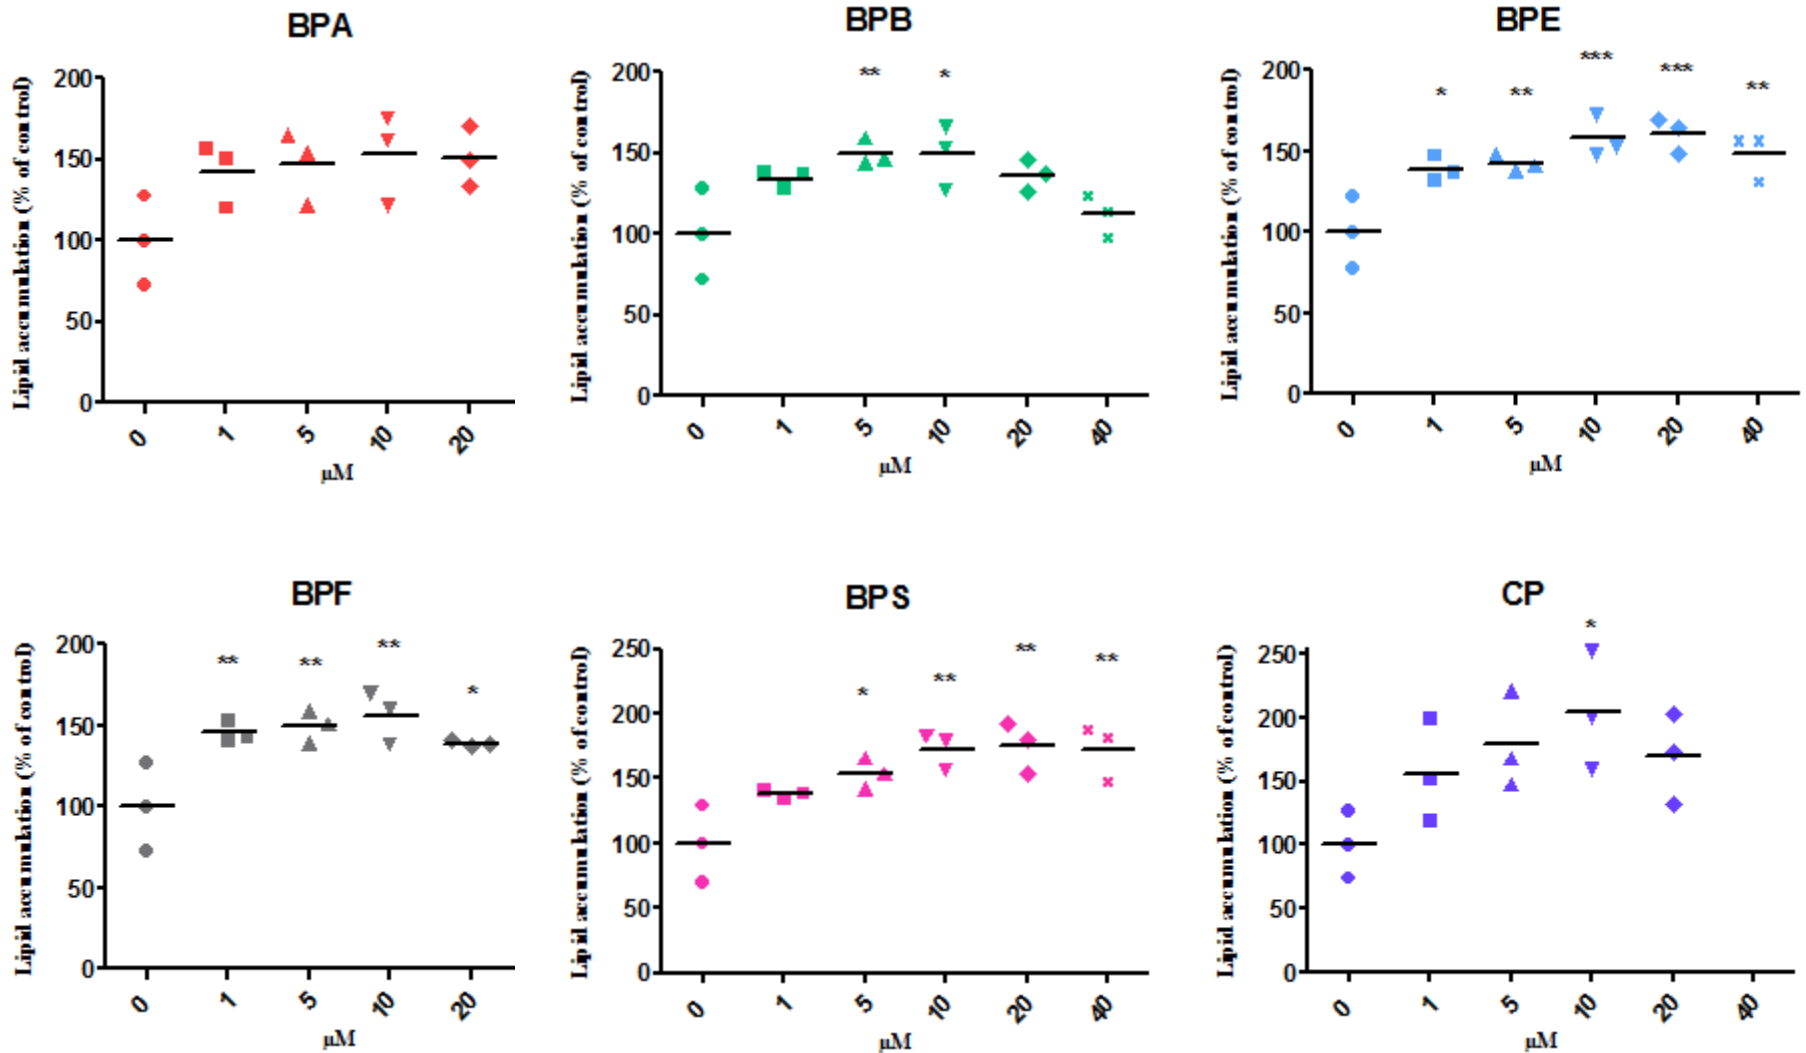 BPA
Lipid accumulation (% of control)
200
150
100
50
0
0 1 5 10 20
µM
BPB
Lipid accumulation (% of control)
** *
200
150
100
50
0
0 1 5 10 20 40
µM
BPE
Lipid accumulation (% of control)
* ** *** *** **
200
150
100
50
0
0 1 5 10 20 40
µM
BPF
Lipid accumulation (% of control)
** ** ** *
200
150
100
50
0
0 1 5 10 20
µM
BPS
Lipid accumulation (% of control)
* ** ** **
250
200
150
100
50
0
0 1 5 10 20 40
µM
CP
Lipid accumulation (% of control)
*
250
200
150
100
50
0
0 1 5 10 20 40
µM